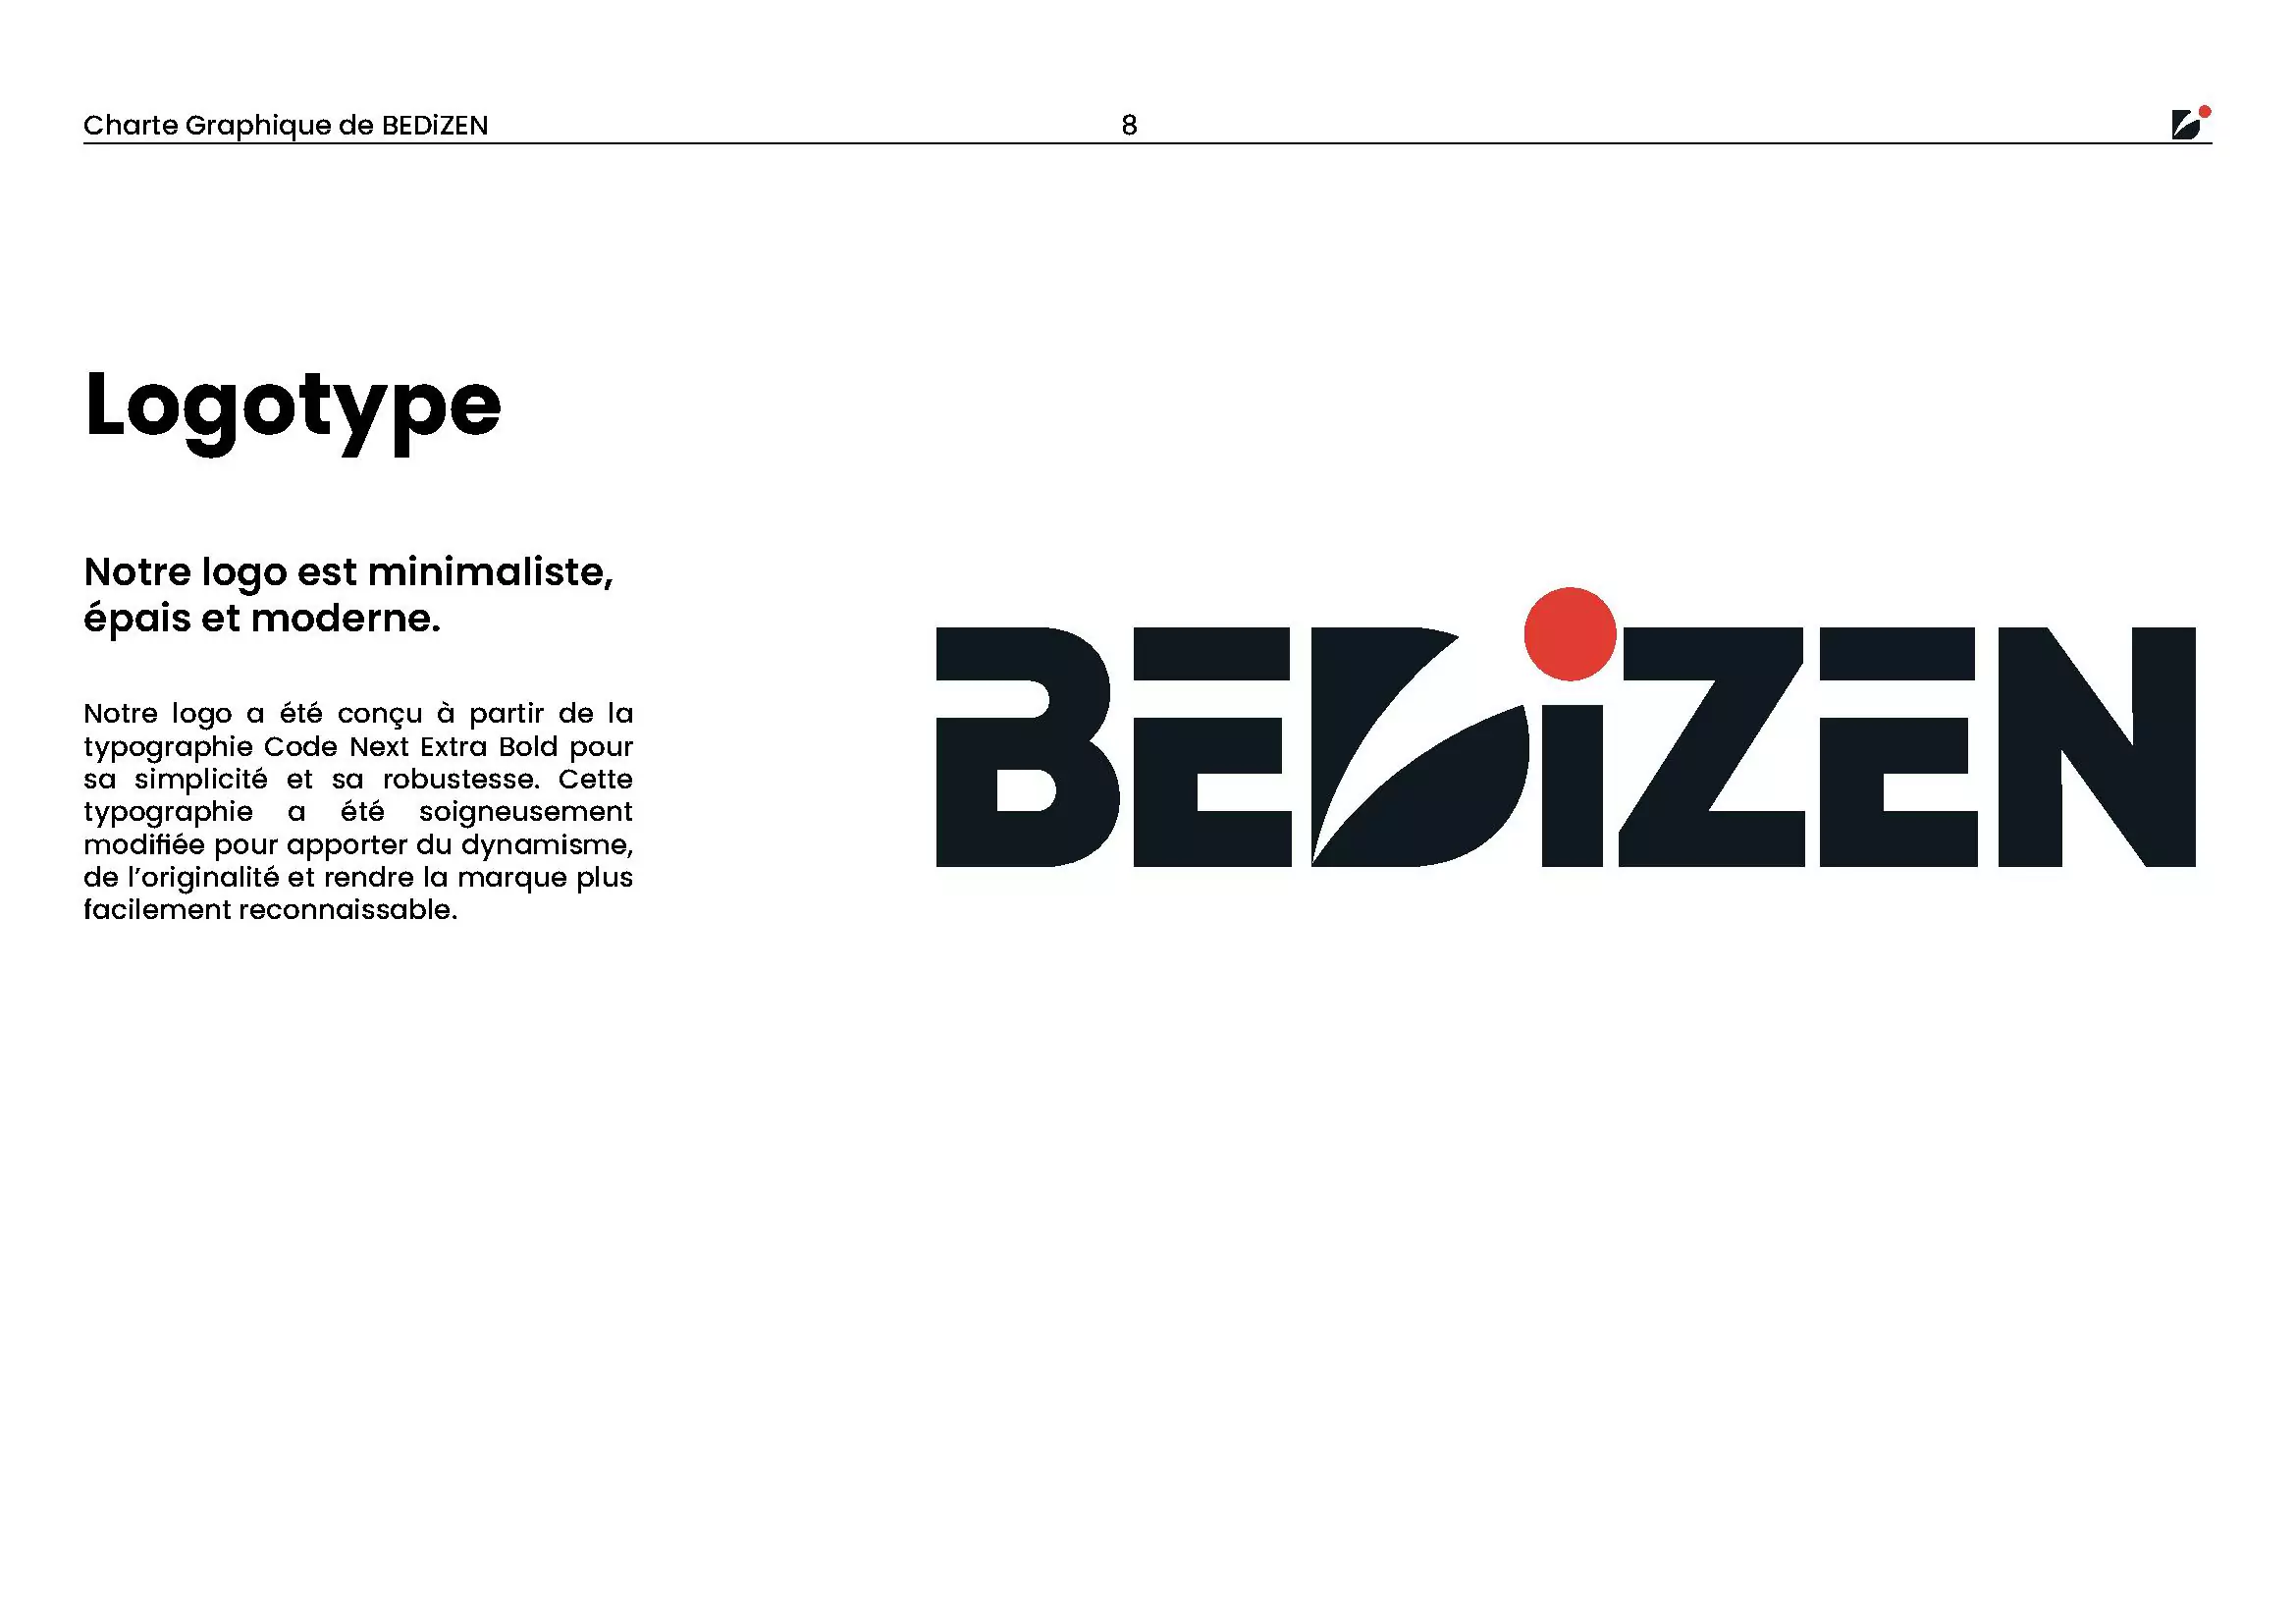 Charte Graphique de BEDiZEN
8
Logotype
Notre logo est minimaliste,
épais et moderne.
Notre logo a été conçu à partir de la
typographie Code Next Extra Bold pour
sa simplicité et sa robustesse. Cette
typographie a été soigneusement
modifiée pour apporter du dynamisme,
de l’originalité et rendre la marque plus
facilement reconnaissable.
BEDiZEN